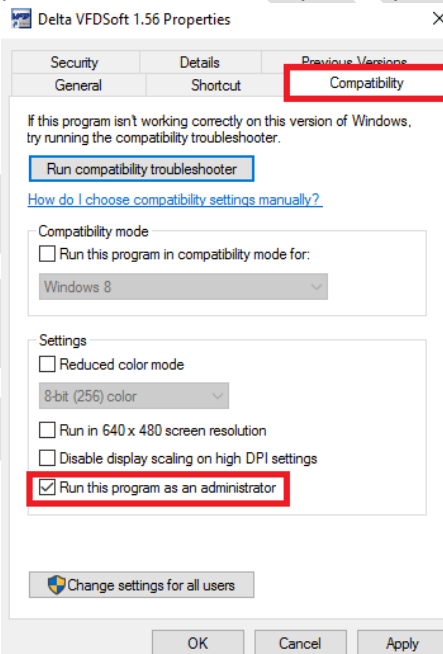 Delta VFDSoft 1.56 Properties
Security Details Previous Versions
General Shortcut Compatibility
If this program isn't working correctly on this version of Windows,
try running the compatibility troubleshooter.
Run compatibility troubleshooter
How do I choose compatibility settings manually?
Compatibility mode
Run this program in compatibility mode for:
Windows 8
Settings
Reduced color mode
8-bit (256) color
Run in 640 x 480 screen resolution
Disable display scaling on high DPI settings
Run this program as an administrator
Change settings for all users
OK Cancel Apply